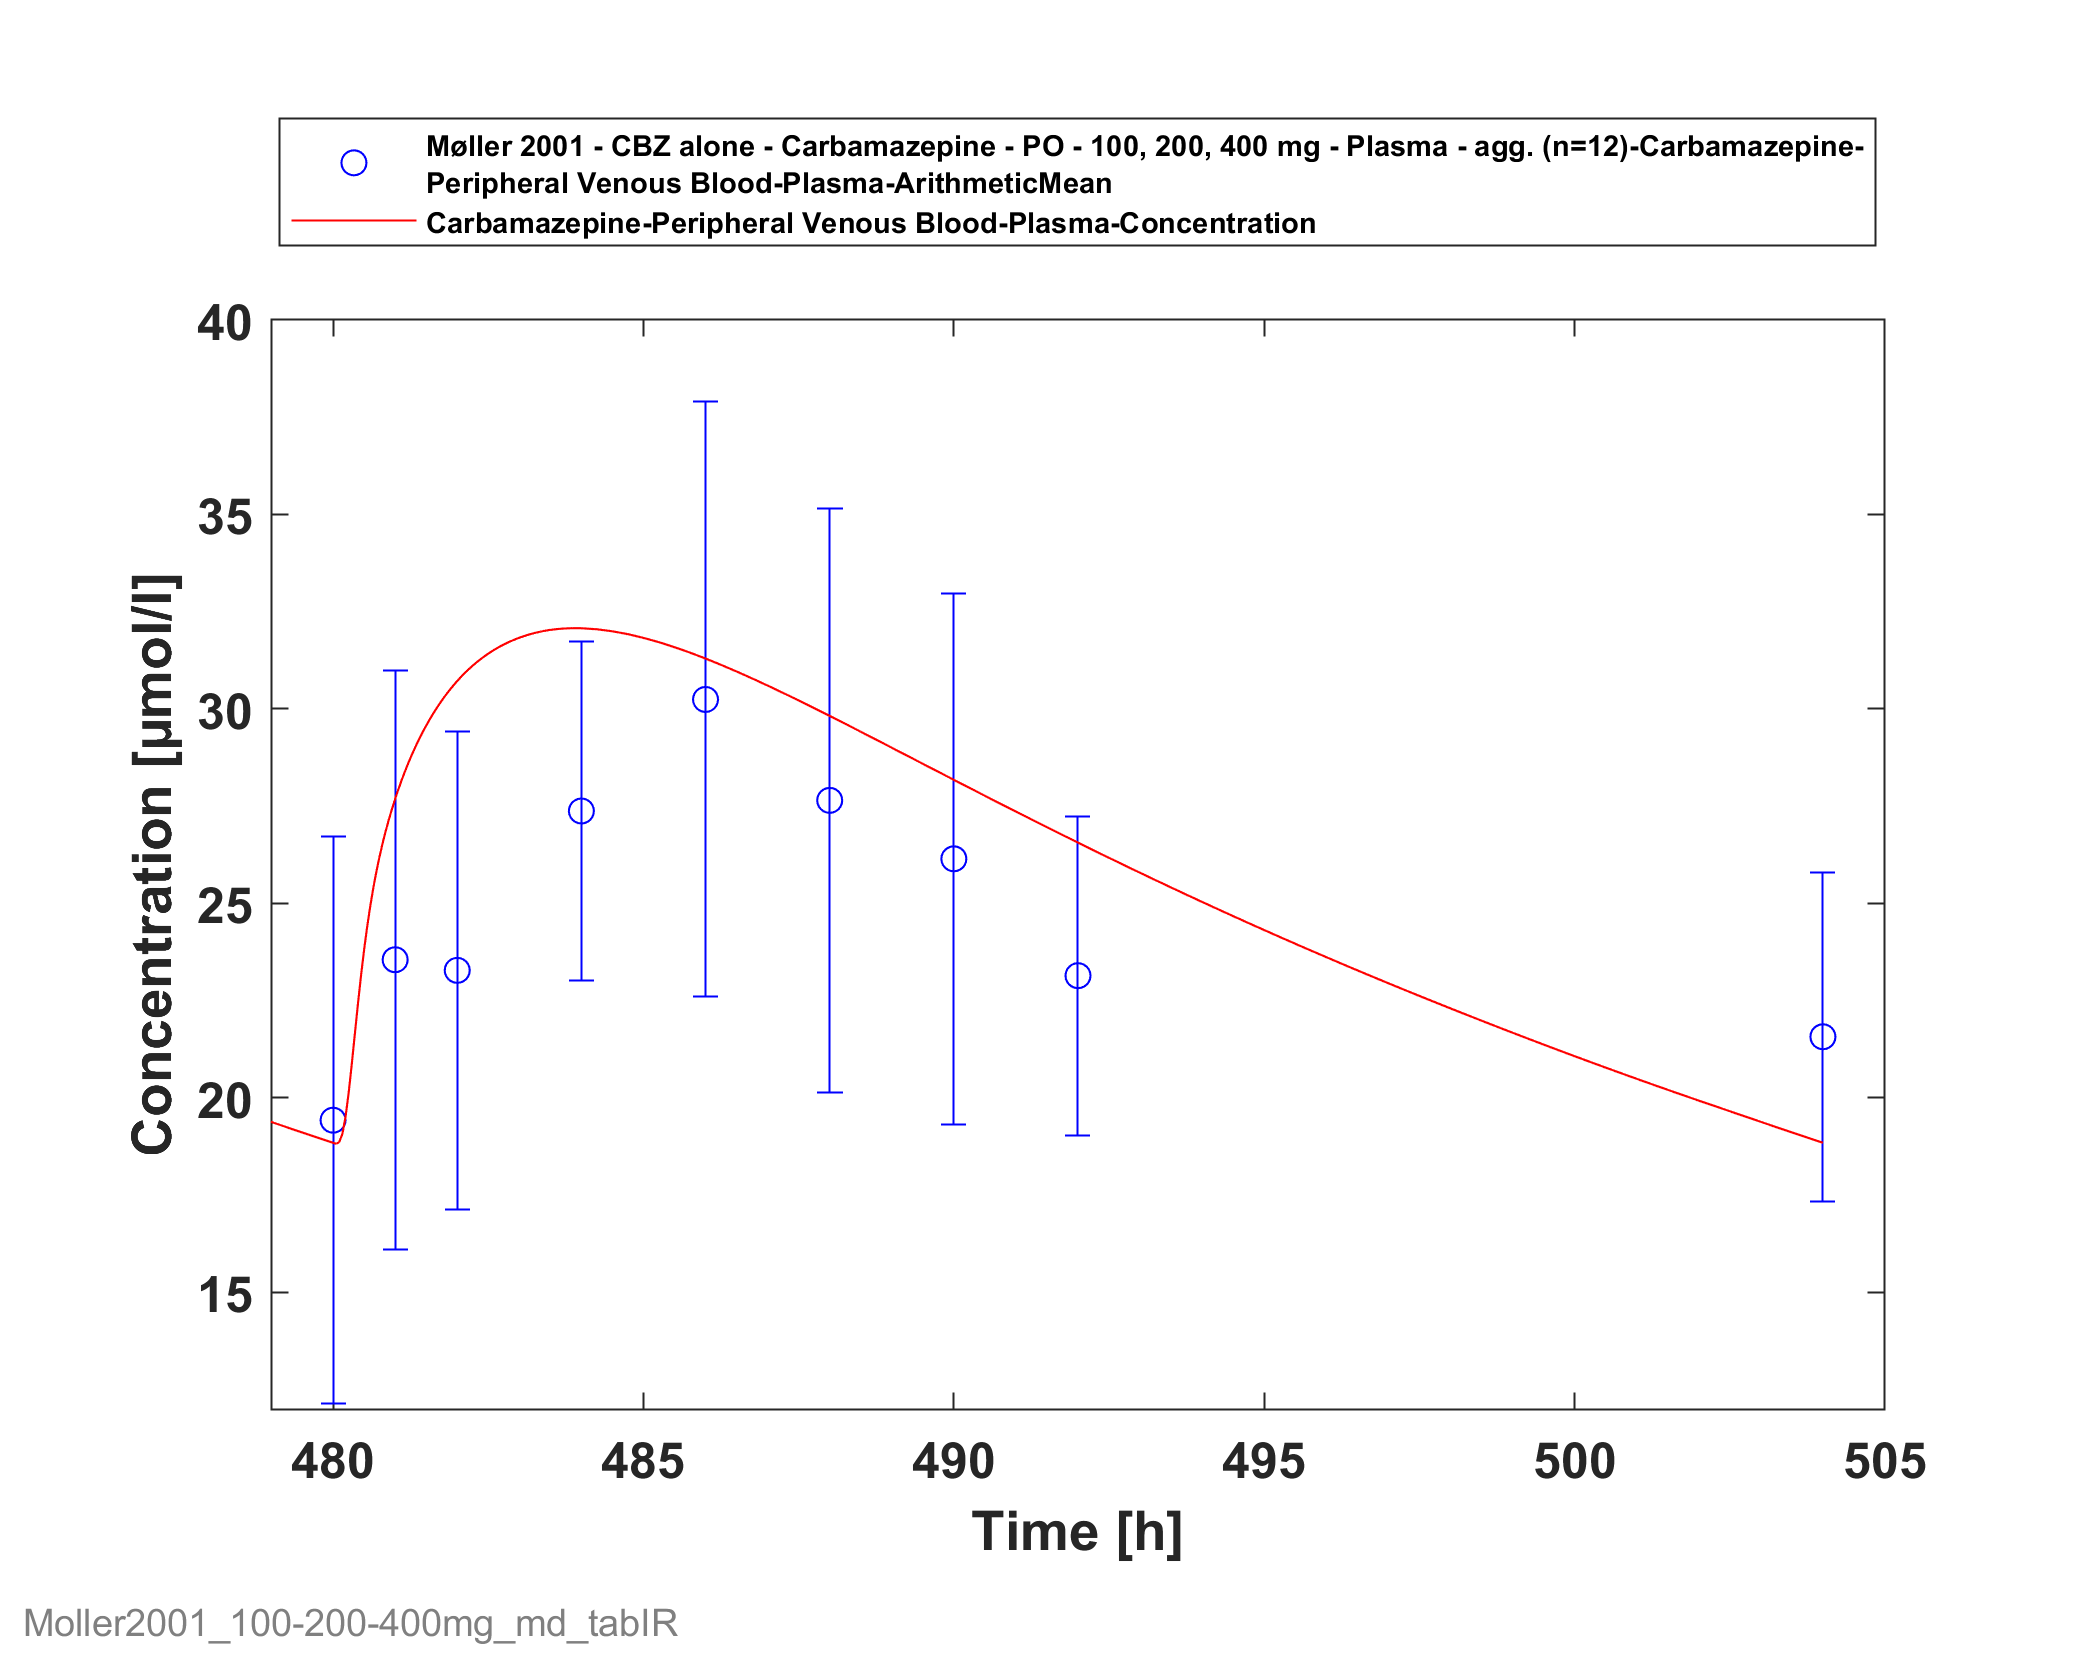 Møller 2001 - CBZ alone - Carbamazepine - PO - 100, 200, 400 mg - Plasma - agg. (n=12)-Carbamazepine-
Peripheral Venous Blood-Plasma-ArithmeticMean
Carbamazepine-Peripheral Venous Blood-Plasma-Concentration
40
35
30
25
20
15
Concentration [µmol/l]
480 485 490 495 500 505
Time [h]
Moller2001_100-200-400mg_md_tabIR